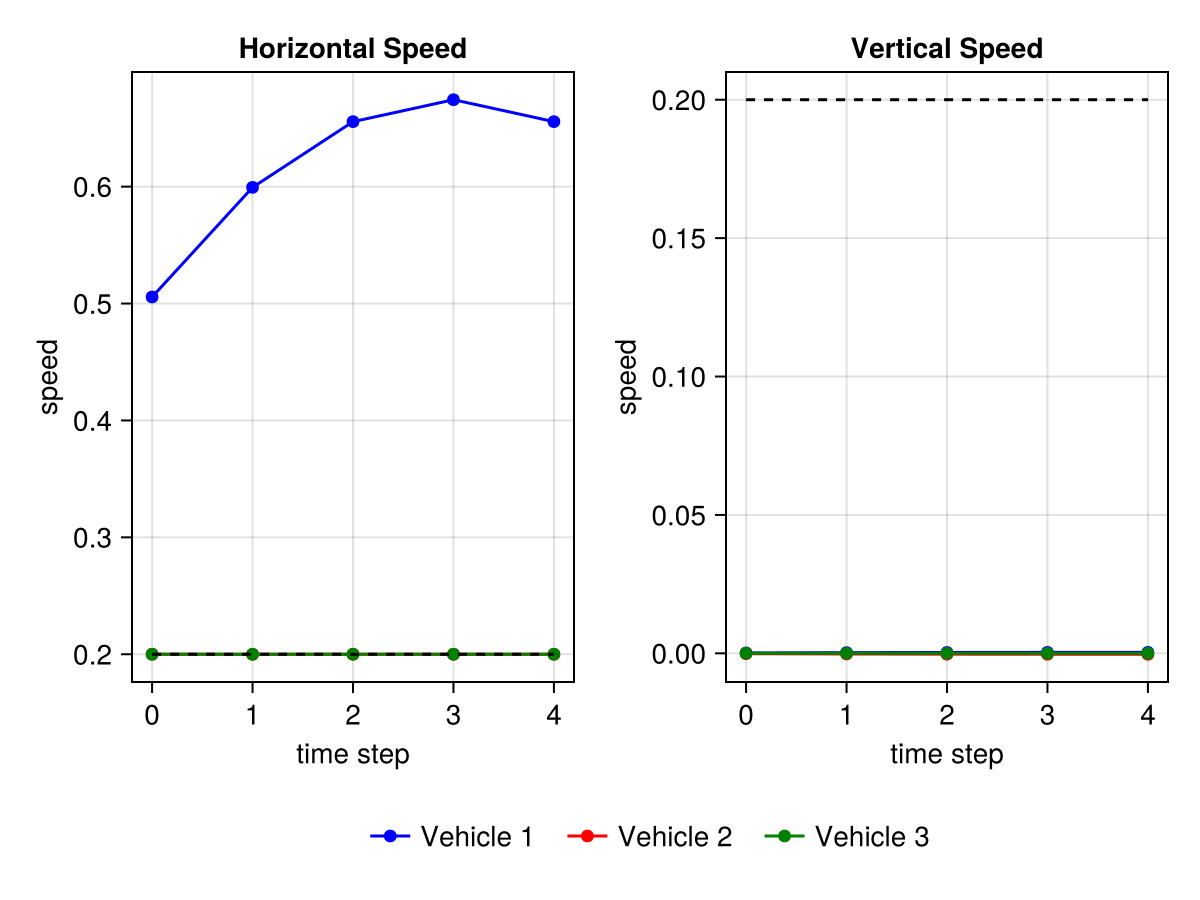 Horizontal Speed
speed
0.6
0.5
0.4
0.3
0.2
0 1 2 3 4
time step
Vertical Speed
speed
0.20
0.15
0.10
0.05
0.00
0 1 2 3 4
time step
Vehicle 1 Vehicle 2 Vehicle 3